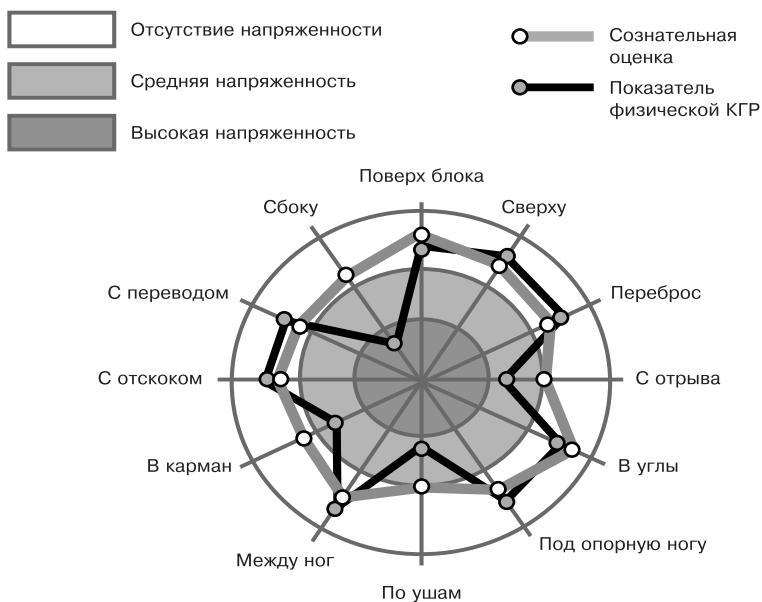 Отсутствие напряженности
Средняя напряженность
Высокая напряженность
Сознательная
оценка
Показатель
физической КГР
Поверх блока
Сбоку
Сверху
С переводом
Переброс
С отскоком
С отрыва
В карман
В углы
Между ног
Под опорную ногу
По ушам